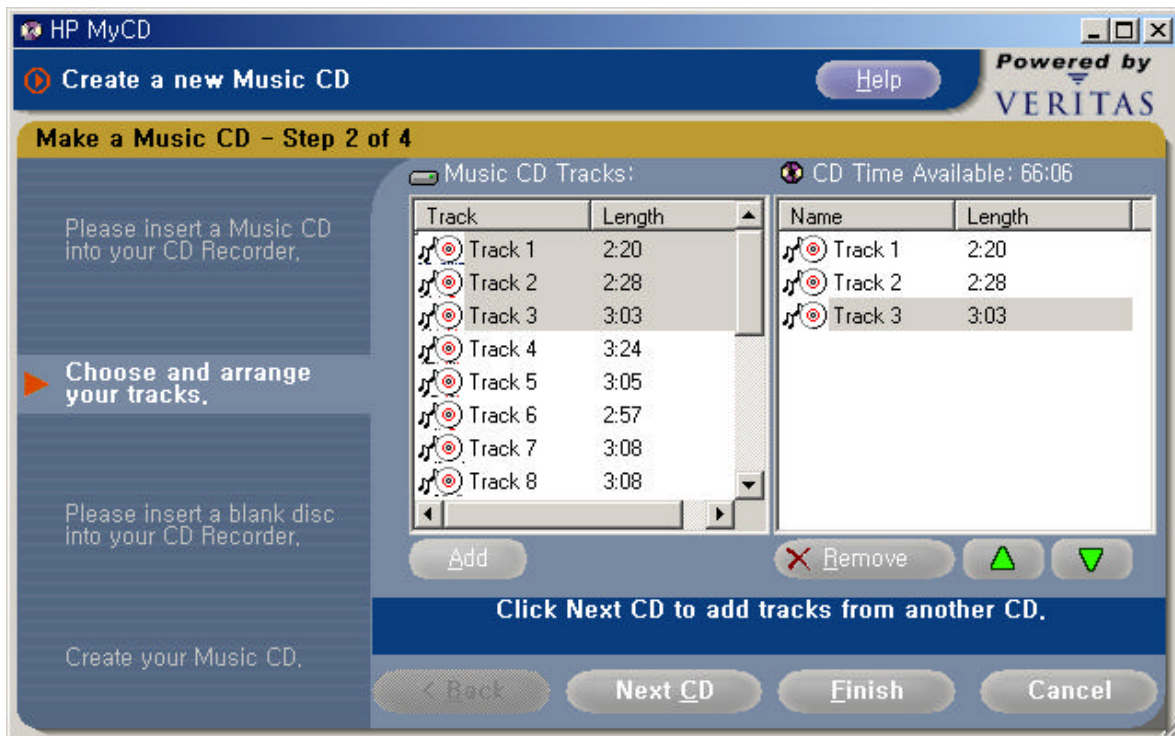 HP MyCD
Create a new Music CD
Help
Powered by
VERITAS
Make a Music CD - Step 2 of 4
Please insert a Music CD
into your CD Recorder.
Choose and arrange
your tracks.
Please insert a blank disc
into your CD Recorder.
Create your Music CD.
Music CD Tracks:
Track Length
Track 1 2:20
Track 2 2:28
Track 3 3:03
Track 4 3:24
Track 5 3:05
Track 6 2:57
Track 7 3:08
Track 8 3:08
Add
CD Time Available: 66:06
Name Length
Track 1 2:20
Track 2 2:28
Track 3 3:03
Remove
Click Next CD to add tracks from another CD.
< Back Next CD Finish Cancel